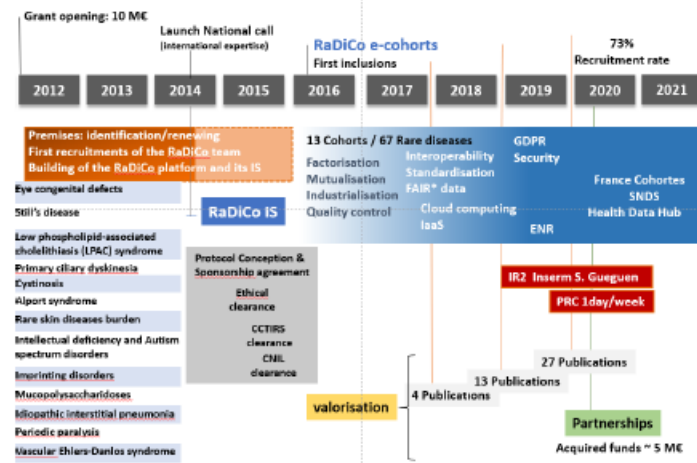 Grant opening: 10 M€
Launch National call
(international expertise)
RaDiCo e-cohorts
First inclusions
73%
Recruitment rate
2012
2013
2014
2015
2016
2017
2018
2019
2020
2021
Premises: identification/renewing
First recruitments of the RaDiCo team
Building of the RaDiCo platform and its IS
13 Cohorts / 67 Rare diseases
Factorisation
Mutualisation
Industrialisation
Quality control
Interoperability
Standardisation
FAIR* data
Cloud computing
IaaS
GDPR
Security
ENR
France Cohortes
SNDS
Health Data Hub
RaDiCo IS
Eye congenital defects
Still's disease
Low phospholipid-associated
cholelithiasis (LPAC) syndrome
Primary ciliary dyskinesia
Cystinosis
Alport syndrome
Rare skin diseases burden
Intellectual deficiency and Autism
spectrum disorders
Imprinting disorders
Mucopolysaccharidoses
Idiopathic interstitial pneumonia
Periodic paralysis
Vascular Ehlers-Danlos syndrome
Protocol Conception &
Sponsorship agreement
Ethical
clearance
CCTIRS
clearance
CNIL
clearance
IR2 Inserm S. Gueguen
PRC 1day/week
27 Publications
13 Publications
4 Publications
valorisation
Partnerships
Acquired funds ~ 5 M€